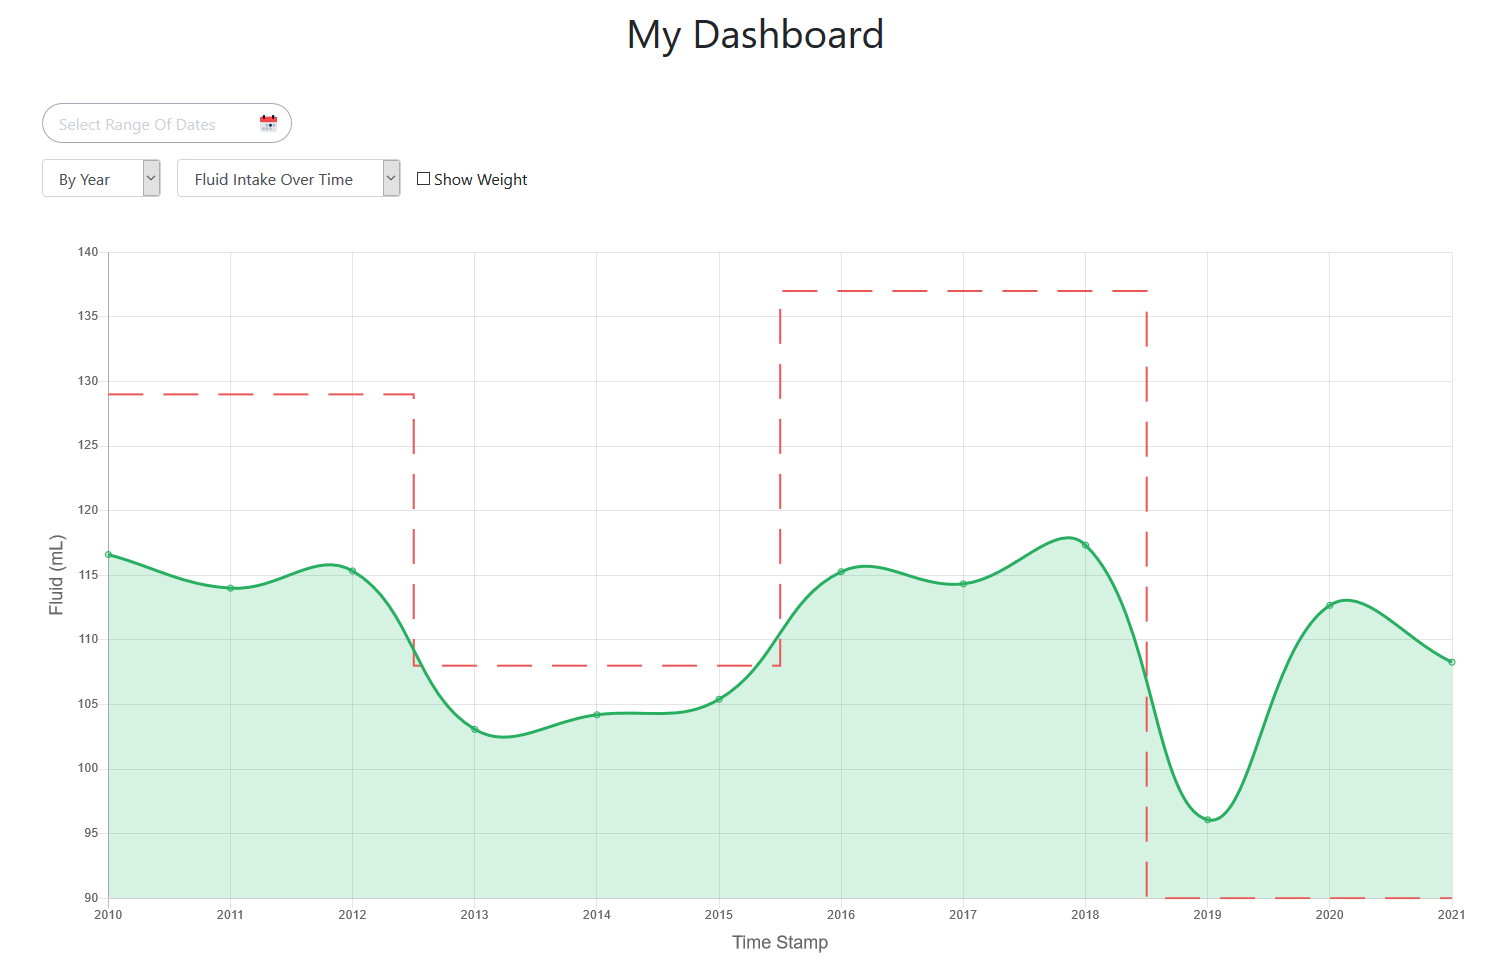 My Dashboard
Select Range Of Dates
By Year Fluid Intake Over Time Show Weight
140
135
130
125
120
115
110
105
100
95
90
Fluid (mL)
2010 2011 2012 2013 2014 2015 2016 2017 2018 2019 2020 2021
Time Stamp